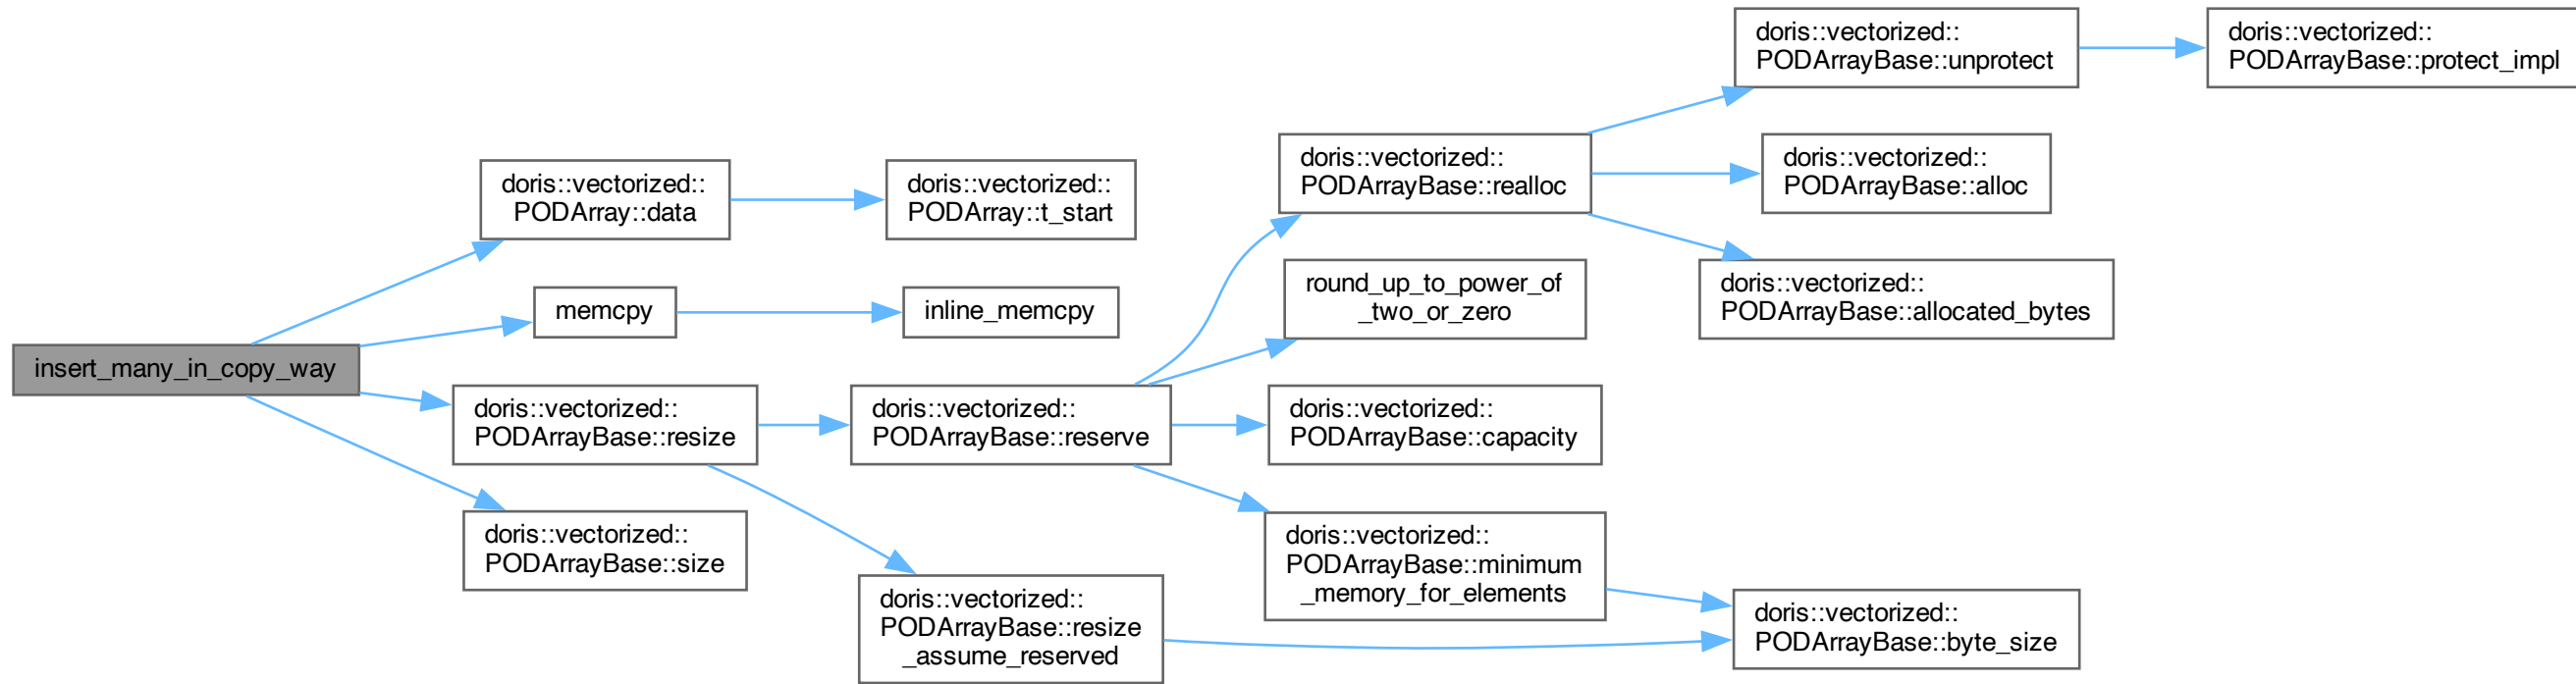 insert_many_in_copy_way
doris::vectorized::
PODArray::data
doris::vectorized::
PODArray::t_start
memcpy
inline_memcpy
doris::vectorized::
PODArrayBase::resize
doris::vectorized::
PODArrayBase::size
doris::vectorized::
PODArrayBase::reserve
doris::vectorized::
PODArrayBase::resize
_assume_reserved
doris::vectorized::
PODArrayBase::realloc
round_up_to_power_of
_two_or_zero
doris::vectorized::
PODArrayBase::capacity
doris::vectorized::
PODArrayBase::minimum
_memory_for_elements
doris::vectorized::
PODArrayBase::unprotect
doris::vectorized::
PODArrayBase::alloc
doris::vectorized::
PODArrayBase::allocated_bytes
doris::vectorized::
PODArrayBase::byte_size
doris::vectorized::
PODArrayBase::protect_impl